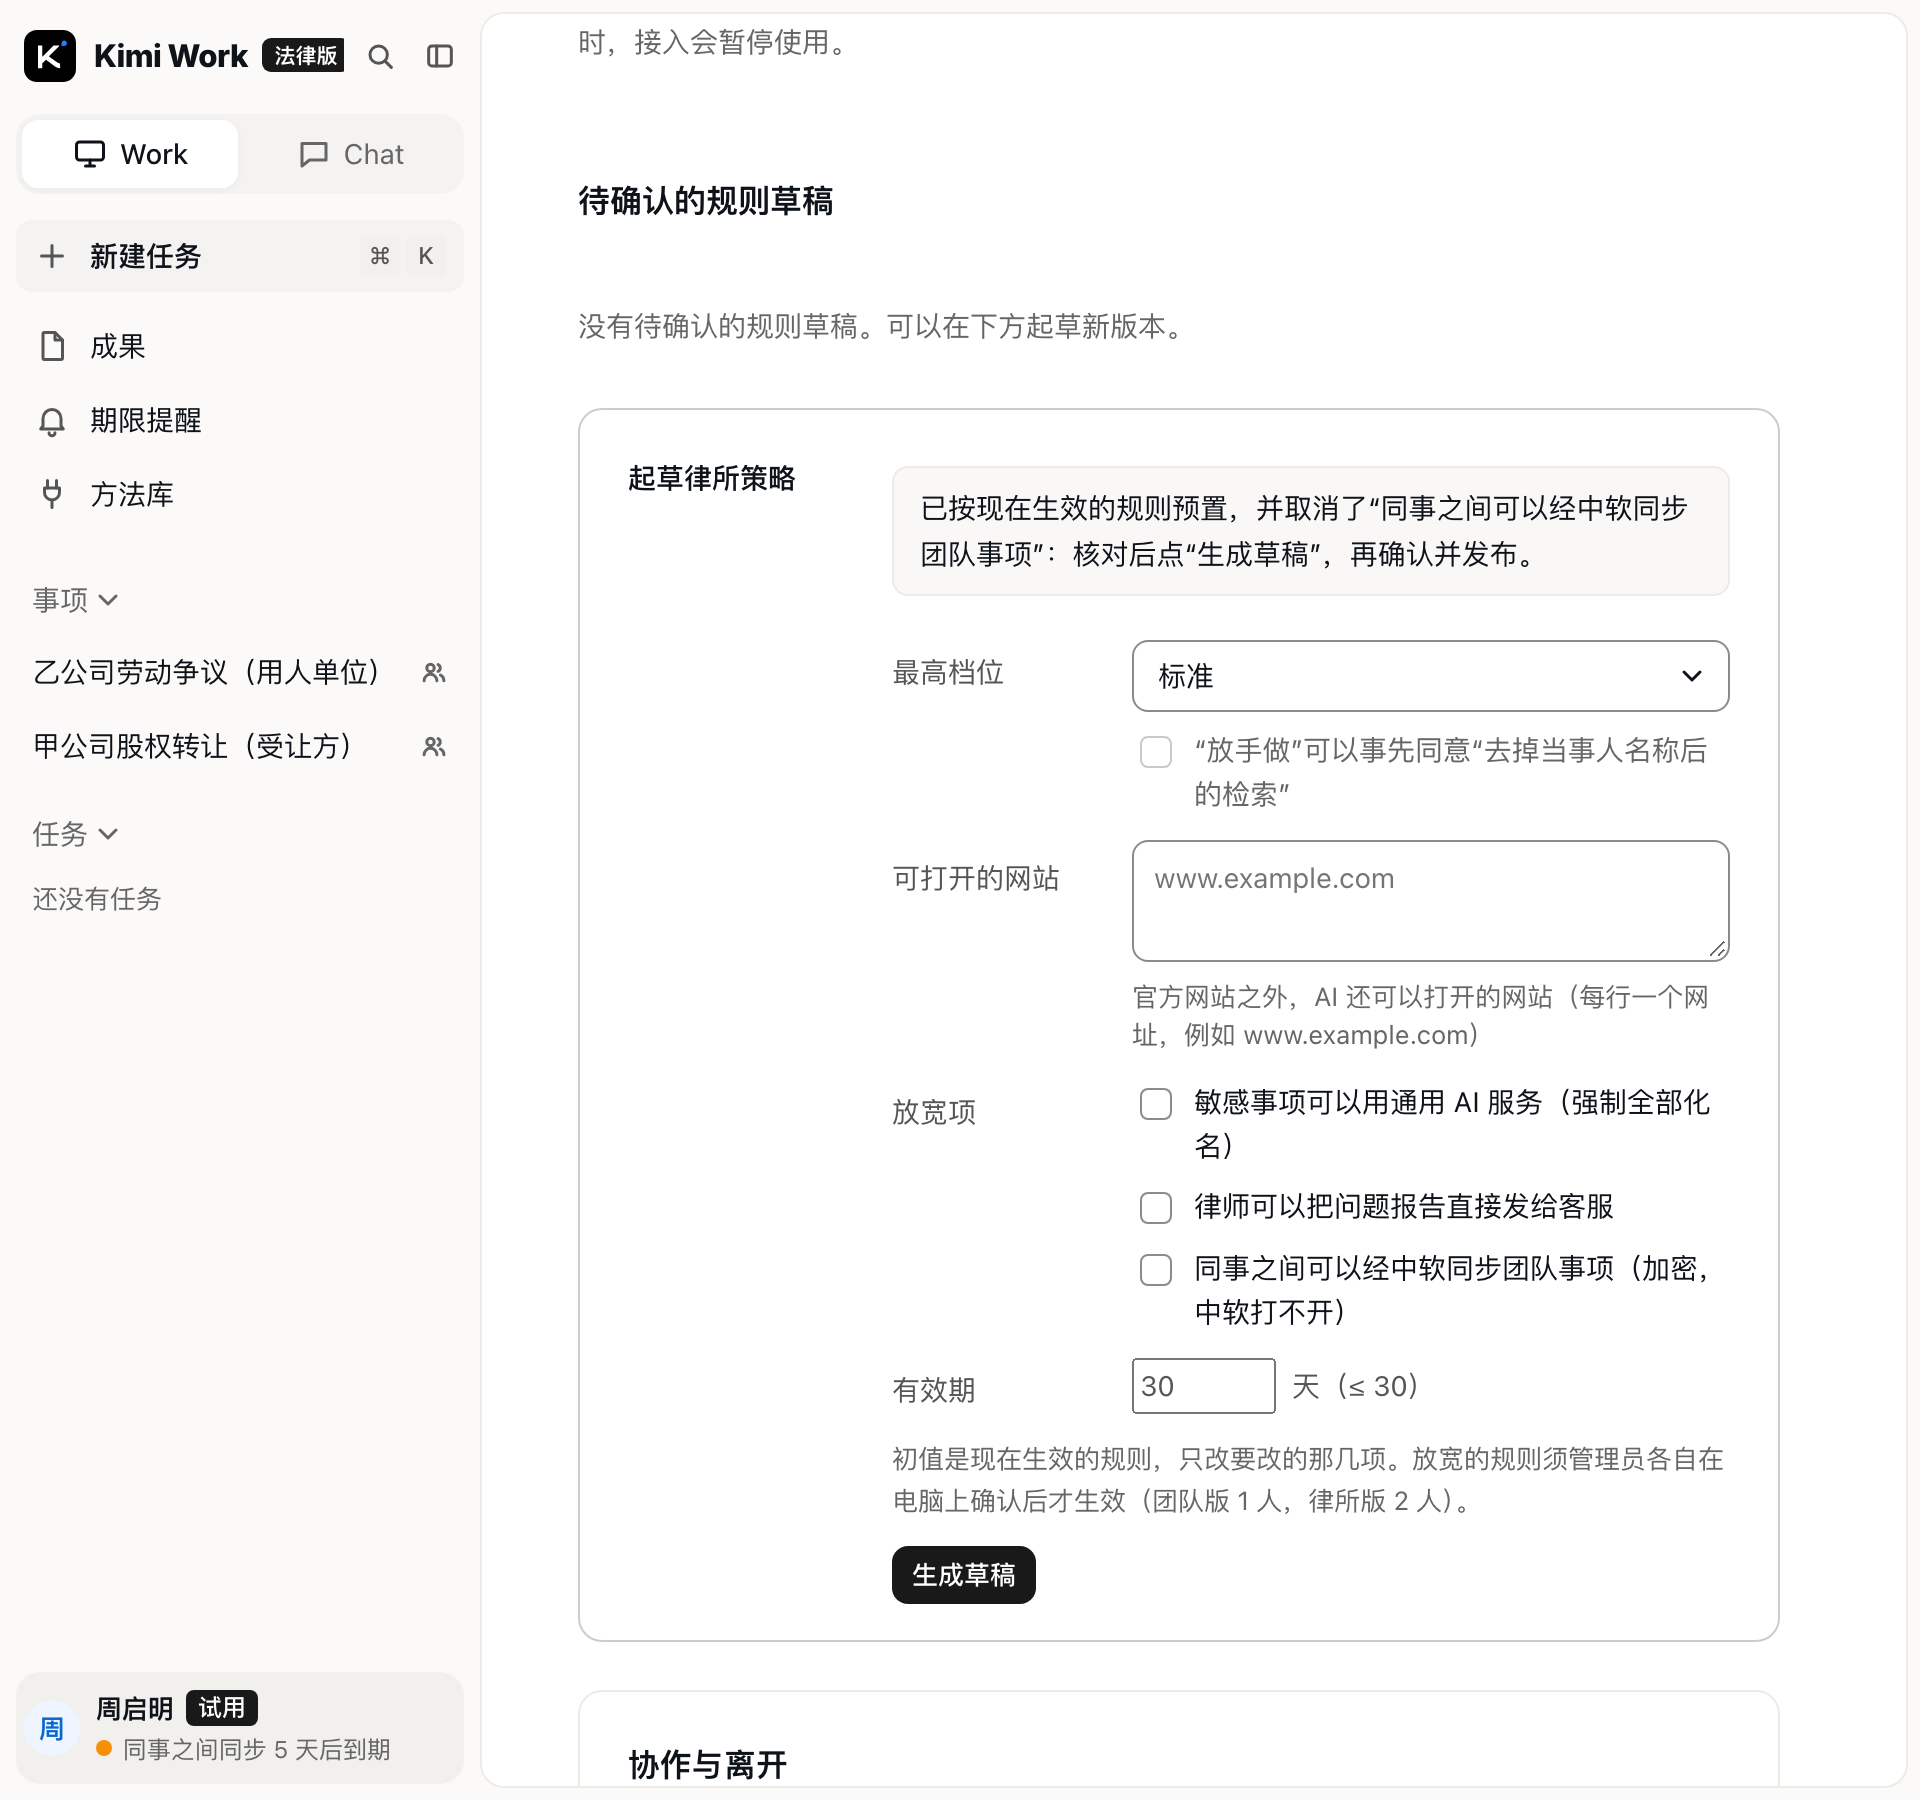 Kimi Work 法律版
Work
Chat
新建任务 ⌘ K
成果
期限提醒
方法库
事项
乙公司劳动争议（用人单位）
甲公司股权转让（受让方）
任务
还没有任务
周 周启明 试用
同事之间同步 5 天后到期
时，接入会暂停使用。
待确认的规则草稿
没有待确认的规则草稿。可以在下方起草新版本。
起草律所策略
已按现在生效的规则预置，并取消了“同事之间可以经中软同步
团队事项”：核对后点“生成草稿”，再确认并发布。
最高档位
标准
“放手做”可以事先同意“去掉当事人名称后
的检索”
可打开的网站
www.example.com
官方网站之外，AI 还可以打开的网站（每行一个网
址，例如 www.example.com）
放宽项
敏感事项可以用通用 AI 服务（强制全部化
名）
律师可以把问题报告直接发给客服
同事之间可以经中软同步团队事项（加密，
中软打不开）
有效期
30 天（≤ 30）
初值是现在生效的规则，只改要改的那几项。放宽的规则须管理员各自在
电脑上确认后才生效（团队版 1 人，律所版 2 人）。
生成草稿
协作与离开